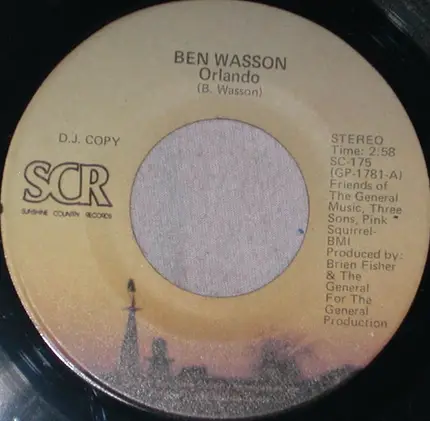 BEN WASSON
Orlando
(B. Wasson)
D.J. COPY
SCR
SUNSHINE COUNTRY RECORDS
STEREO
Time: 2:58
SC-175
(GP-1781-A)
Friends of
The General
Music, Three
Sons, Pink
Squirrel-
BMI
Produced by:
Brien Fisher
& The
General
For The
General
Production